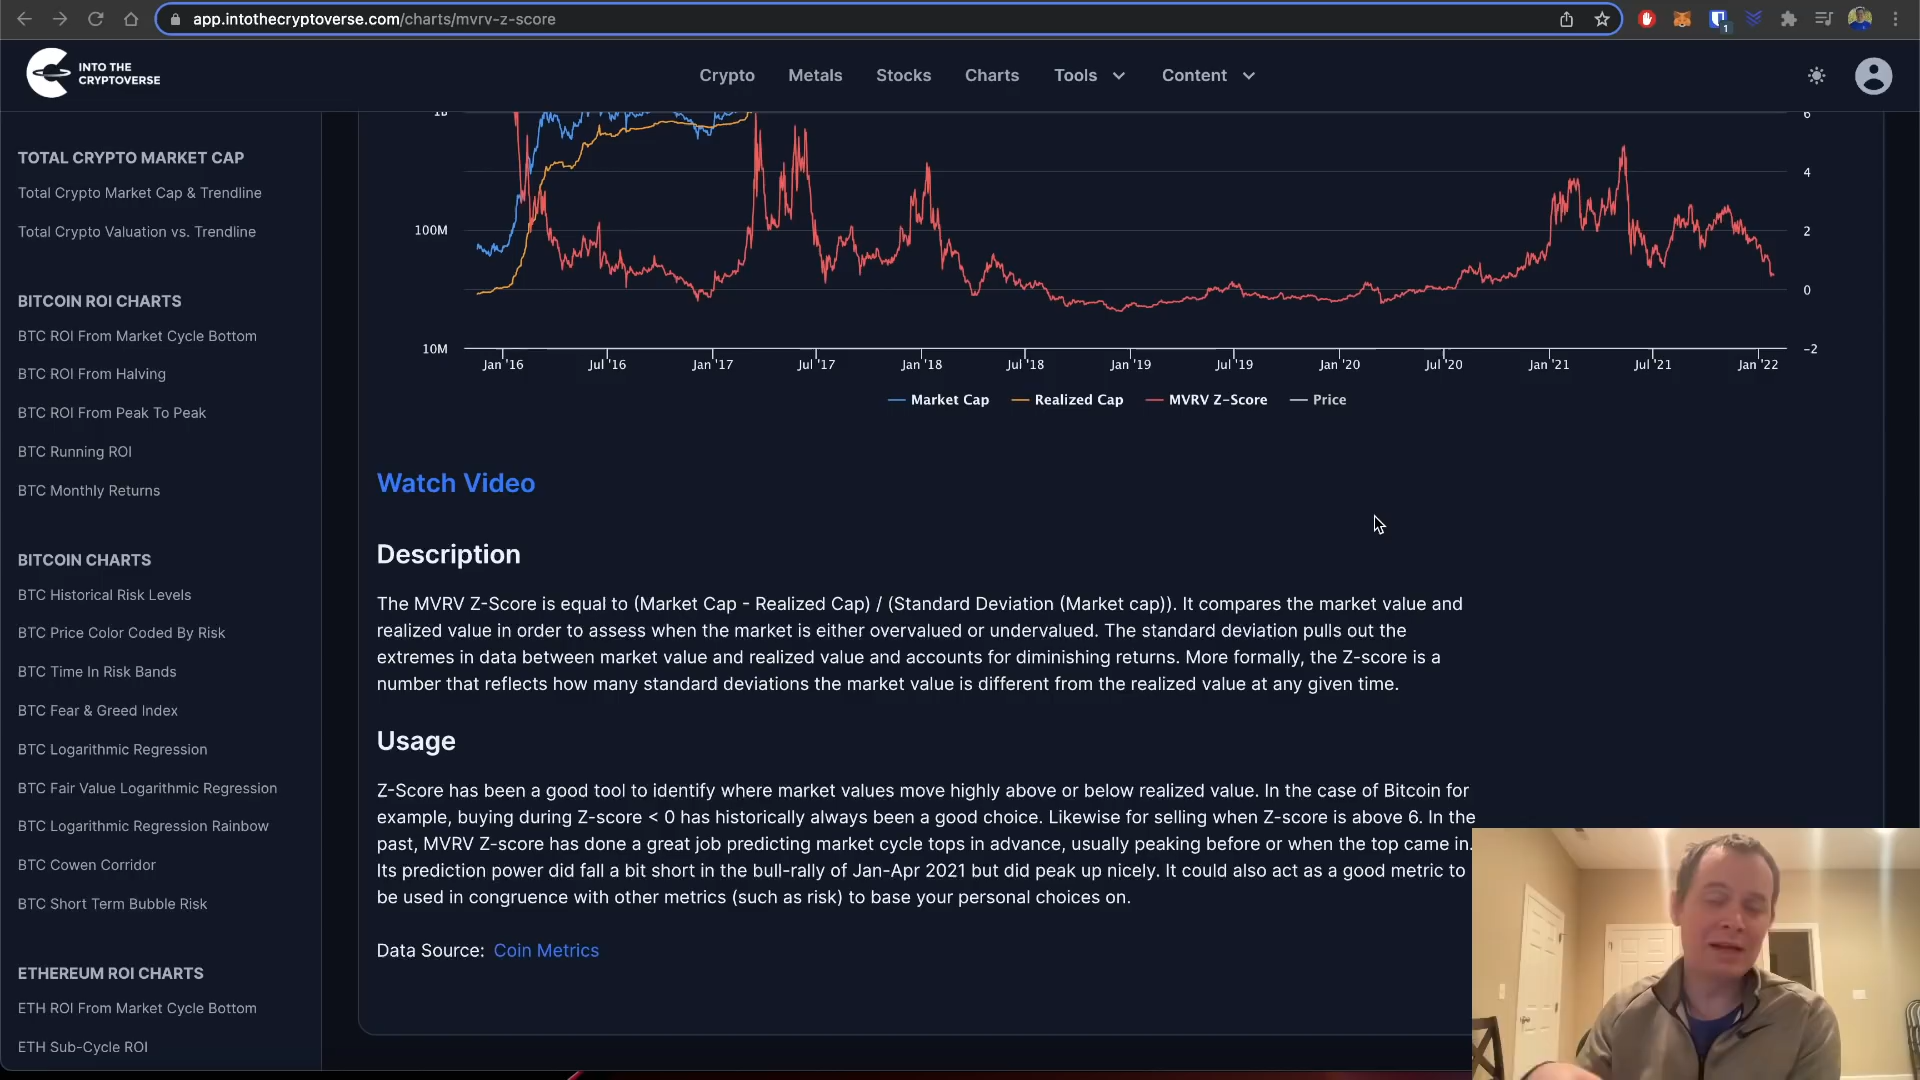 app.intothecryptoverse.com/charts/mvrv-z-score
1
INTO THE
CRYPTOVERSE
Crypto
Metals
Stocks
Charts
Tools
Content
TOTAL CRYPTO MARKET CAP
Total Crypto Market Cap & Trendline
Total Crypto Valuation vs. Trendline
BITCOIN ROI CHARTS
BTC ROI From Market Cycle Bottom
BTC ROI From Halving
BTC ROI From Peak To Peak
BTC Running ROI
BTC Monthly Returns
BITCOIN CHARTS
BTC Historical Risk Levels
BTC Price Color Coded By Risk
BTC Time In Risk Bands
BTC Fear & Greed Index
BTC Logarithmic Regression
BTC Fair Value Logarithmic Regression
BTC Logarithmic Regression Rainbow
BTC Cowen Corridor
BTC Short Term Bubble Risk
ETHEREUM ROI CHARTS
ETH ROI From Market Cycle Bottom
ETH Sub-Cycle ROI
1B
100M
10M
6
4
2
0
-2
Jan '16 Jul '16 Jan '17 Jul '17 Jan '18 Jul '18 Jan '19 Jul '19 Jan '20 Jul '20 Jan '21 Jul '21 Jan '22
Market Cap Realized Cap MVRV Z-Score Price
Watch Video
Description
The MVRV Z-Score is equal to (Market Cap - Realized Cap) / (Standard Deviation (Market cap)). It compares the market value and
realized value in order to assess when the market is either overvalued or undervalued. The standard deviation pulls out the
extremes in data between market value and realized value and accounts for diminishing returns. More formally, the Z-score is a
number that reflects how many standard deviations the market value is different from the realized value at any given time.
Usage
Z-Score has been a good tool to identify where market values move highly above or below realized value. In the case of Bitcoin for
example, buying during Z-score < 0 has historically always been a good choice. Likewise for selling when Z-score is above 6. In the
past, MVRV Z-score has done a great job predicting market cycle tops in advance, usually peaking before or when the top came in.
Its prediction power did fall a bit short in the bull-rally of Jan-Apr 2021 but did peak up nicely. It could also act as a good metric to
be used in congruence with other metrics (such as risk) to base your personal choices on.
Data Source: Coin Metrics